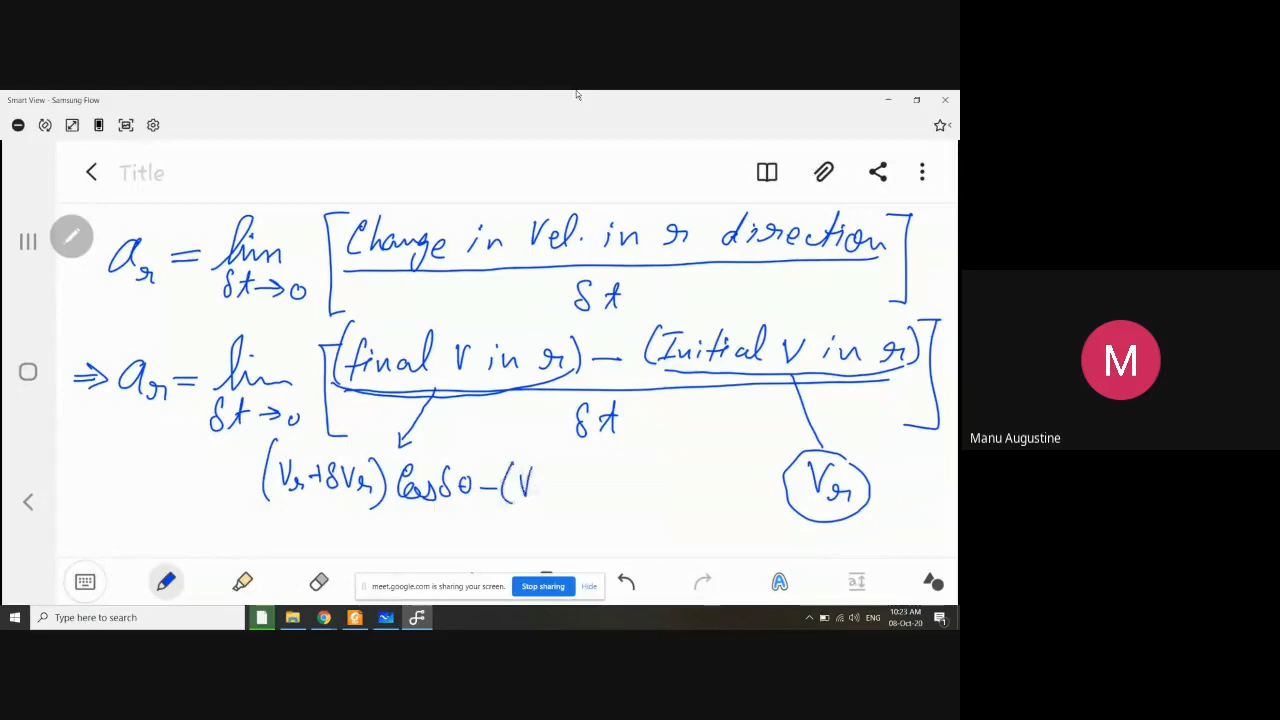 Smart View - Samsung Flow
Title
a_r = lim δt→0 [Change in Vel. in r direction / δt]
⇒ a_r = lim δt→0 [(final V in r) – (Initial V in r) / δt]
(V_r + δV_r) Cos δθ – (V
V_r
Manu Augustine
meet.google.com is sharing your screen. Stop sharing Hide
Type here to search
ENG
10:23 AM
08-Oct-20
M